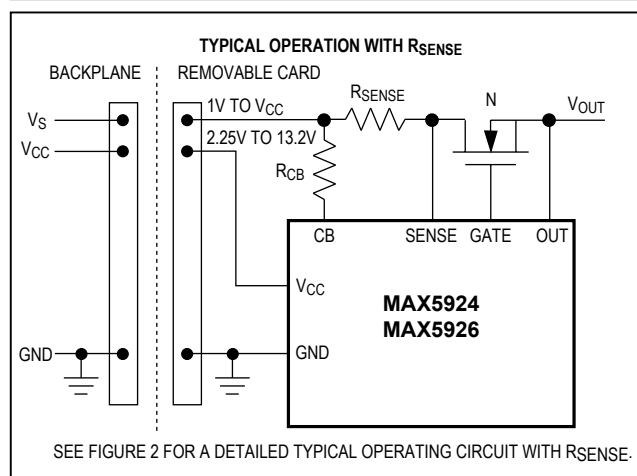 TYPICAL OPERATION WITH RSENSE
BACKPLANE
REMOVABLE CARD
VS
1V TO VCC
RSENSE
N
VOUT
VCC
2.25V TO 13.2V
RCB
CB
SENSE
GATE
OUT
VCC
MAX5924
MAX5926
GND
GND
SEE FIGURE 2 FOR A DETAILED TYPICAL OPERATING CIRCUIT WITH RSENSE.